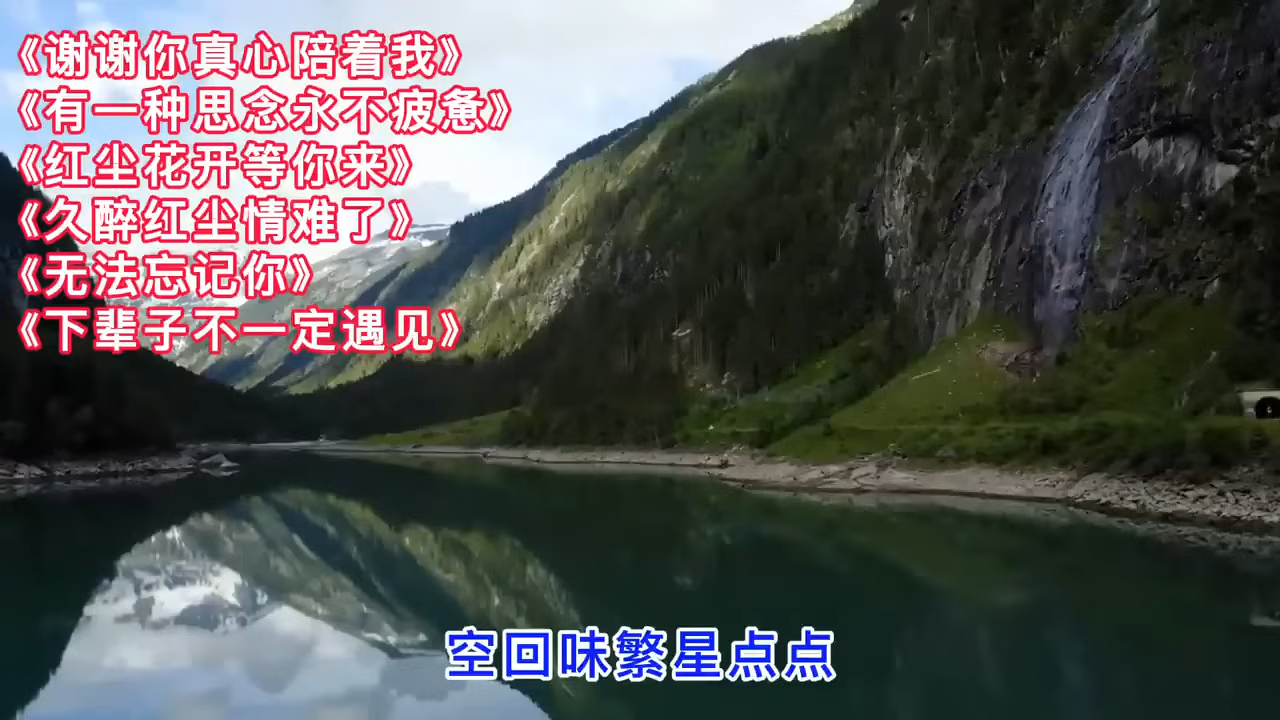 《谢谢你真心陪着我》
《有一种思念永不疲惫》
《红尘花开等你来》
《久醉红尘情难了》
《无法忘记你》
《下辈子不一定遇见》
空回味繁星点点